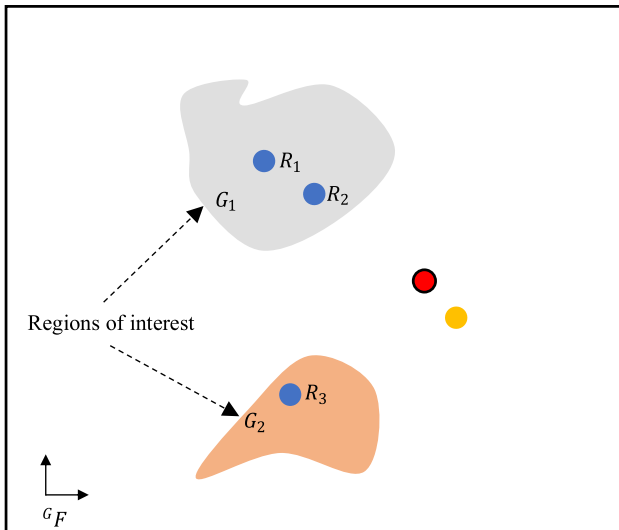 R₁
R₂
G₁
Regions of interest
R₃
G₂
ᴳF